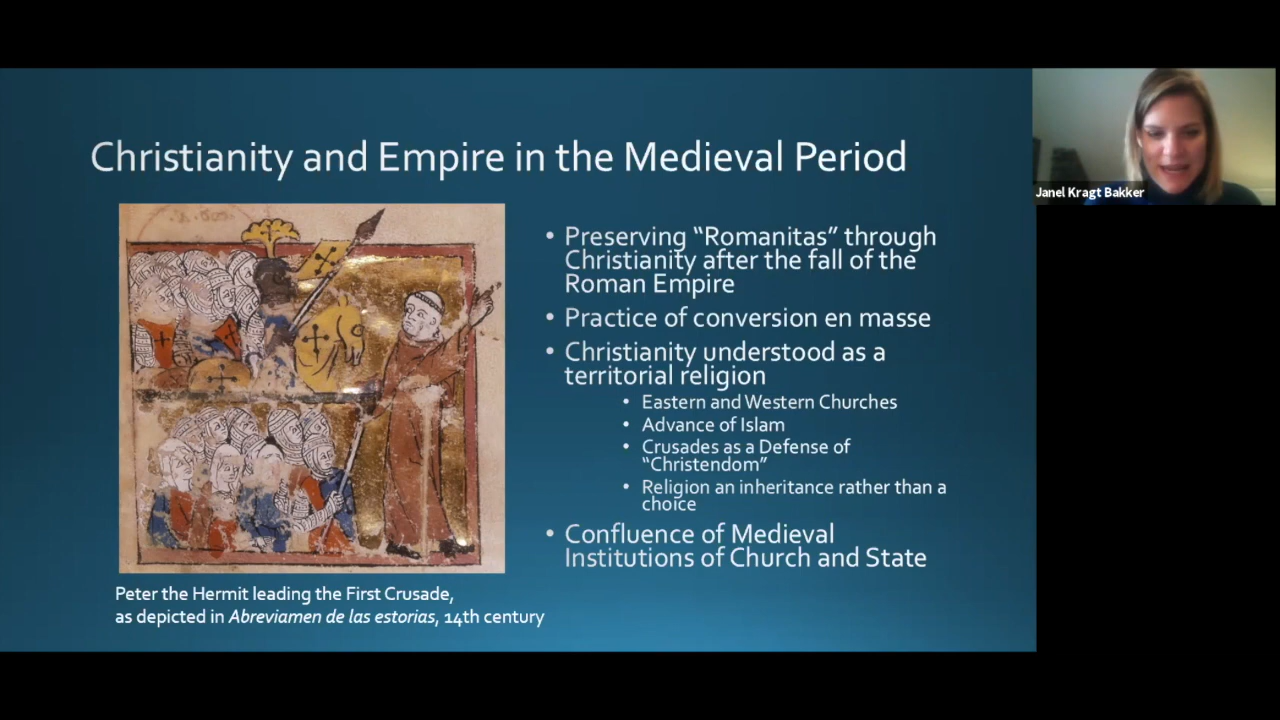 Christianity and Empire in the Medieval Period
Janel Kragt Bakker
• Preserving “Romanitas” through
Christianity after the fall of the
Roman Empire
• Practice of conversion en masse
• Christianity understood as a
territorial religion
• Eastern and Western Churches
• Advance of Islam
• Crusades as a Defense of
“Christendom”
• Religion an inheritance rather than a
choice
• Confluence of Medieval
Institutions of Church and State
Peter the Hermit leading the First Crusade,
as depicted in Abreviamen de las estorias, 14th century